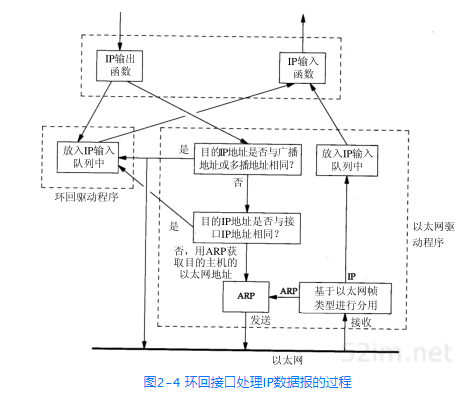 IP输出
函数
IP输入
函数
放入IP输入
队列中
环回驱动程序
是
目的IP地址是否与广播
地址或多播地址相同?
否
放入IP输入
队列中
是
目的IP地址是否与接
口IP地址相同?
否,用ARP获
取目的主机的
以太网地址
以太网驱
动程序
ARP
ARP
IP
基于以太网帧
类型进行分用
发送
接收
以太网
52im.net
图2-4 环回接口处理IP数据报的过程